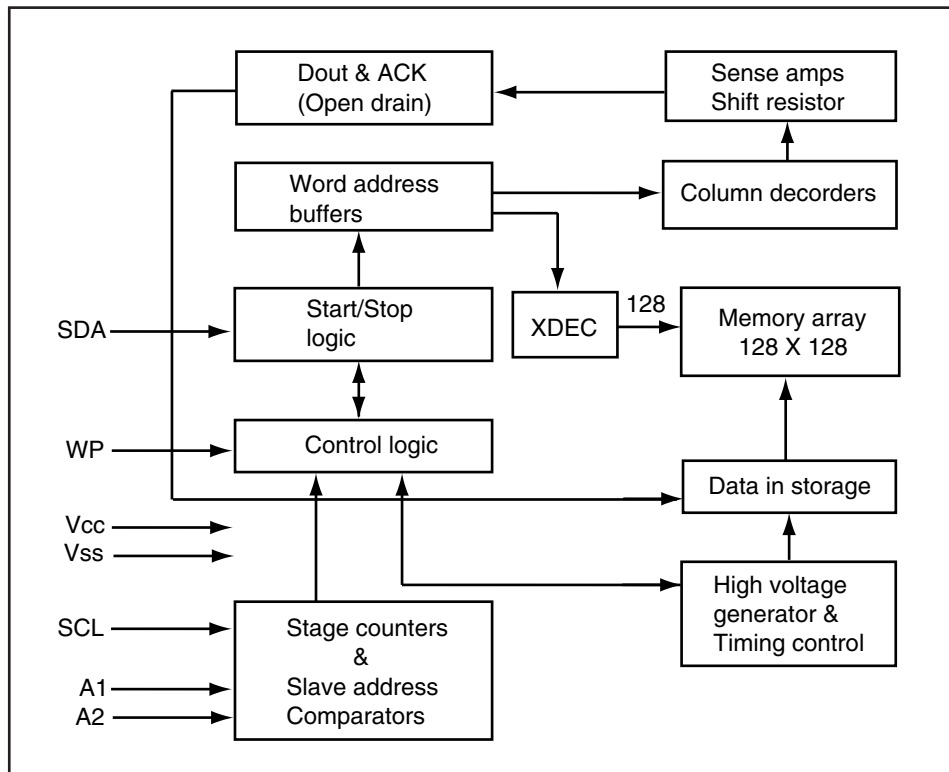 Dout & ACK
(Open drain)
Sense amps
Shift resistor
Word address
buffers
Column decorders
SDA
Start/Stop
logic
XDEC
128
Memory array
128 X 128
WP
Control logic
Data in storage
Vcc
Vss
High voltage
generator &
Timing control
SCL
A1
A2
Stage counters
&
Slave address
Comparators